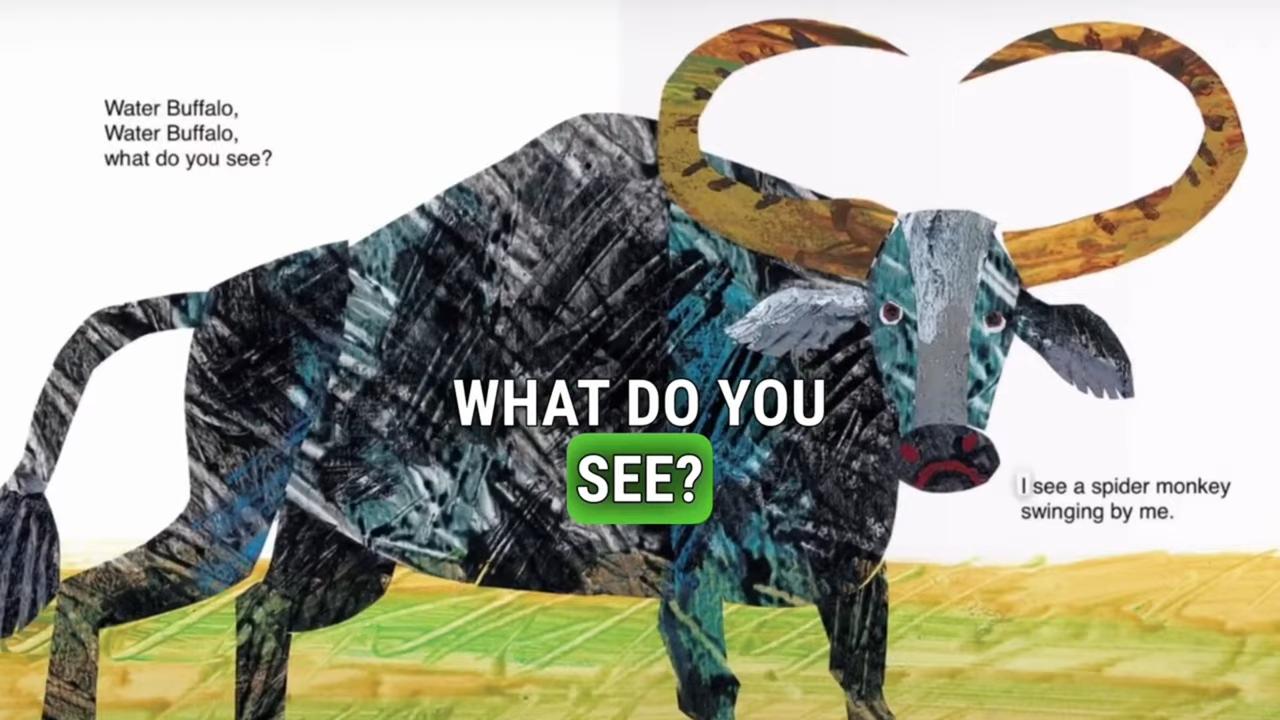 Water Buffalo,
Water Buffalo,
what do you see?
WHAT DO YOU
SEE?
I see a spider monkey
swinging by me.